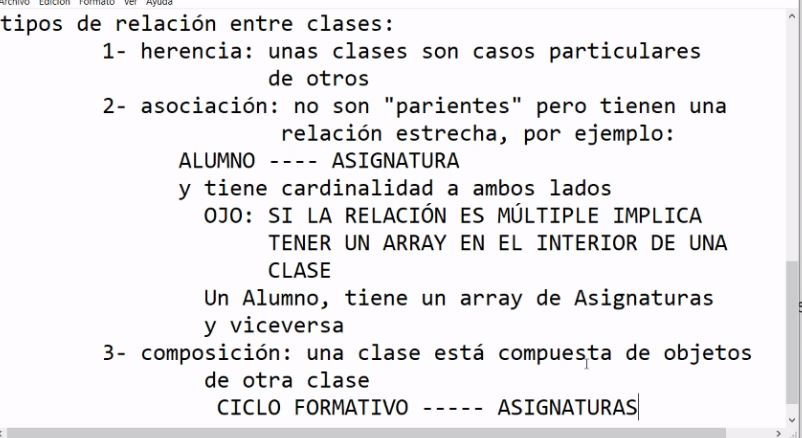 Archivo Edición Formato Ver Ayuda
tipos de relación entre clases:
1- herencia: unas clases son casos particulares
de otros
2- asociación: no son "parientes" pero tienen una
relación estrecha, por ejemplo:
ALUMNO ---- ASIGNATURA
y tiene cardinalidad a ambos lados
OJO: SI LA RELACIÓN ES MÚLTIPLE IMPLICA
TENER UN ARRAY EN EL INTERIOR DE UNA
CLASE
Un Alumno, tiene un array de Asignaturas
y viceversa
3- composición: una clase está compuesta de objetos
de otra clase
CICLO FORMATIVO ----- ASIGNATURAS